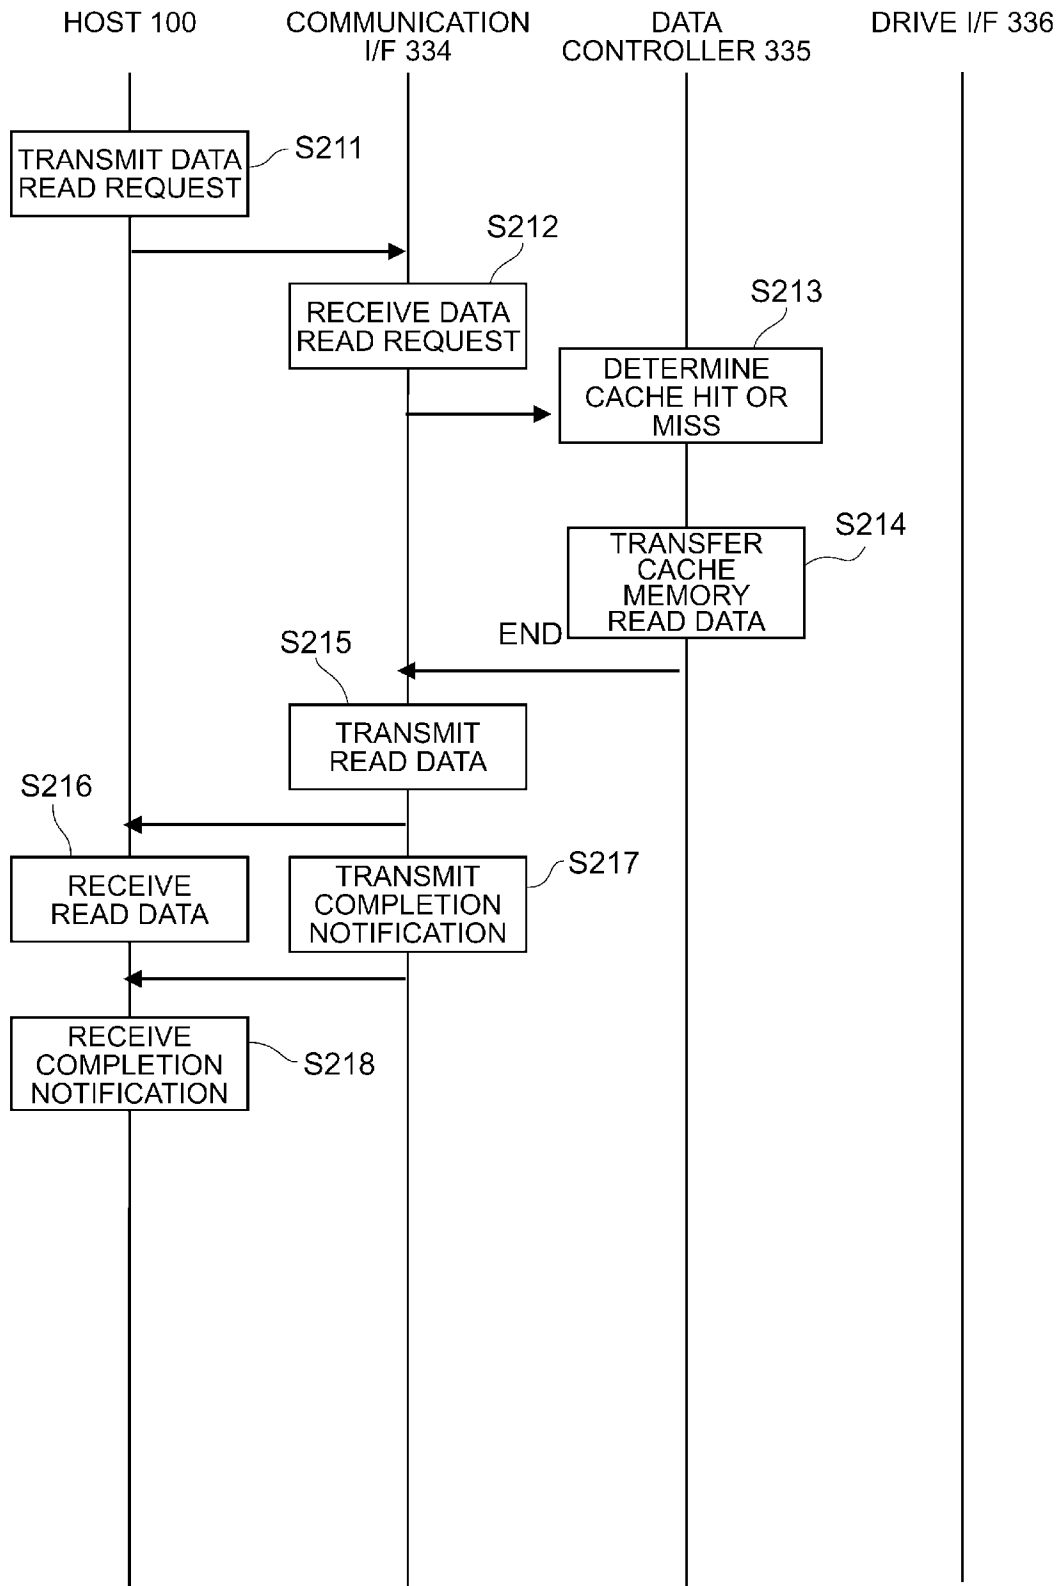 HOST 100
COMMUNICATION
I/F 334
DATA
CONTROLLER 335
DRIVE I/F 336
TRANSMIT DATA
READ REQUEST
S211
S212
RECEIVE DATA
READ REQUEST
S213
DETERMINE
CACHE HIT OR
MISS
S214
TRANSFER
CACHE
MEMORY
READ DATA
END
S215
TRANSMIT
READ DATA
S216
RECEIVE
READ DATA
TRANSMIT
COMPLETION
NOTIFICATION
S217
RECEIVE
COMPLETION
NOTIFICATION
S218